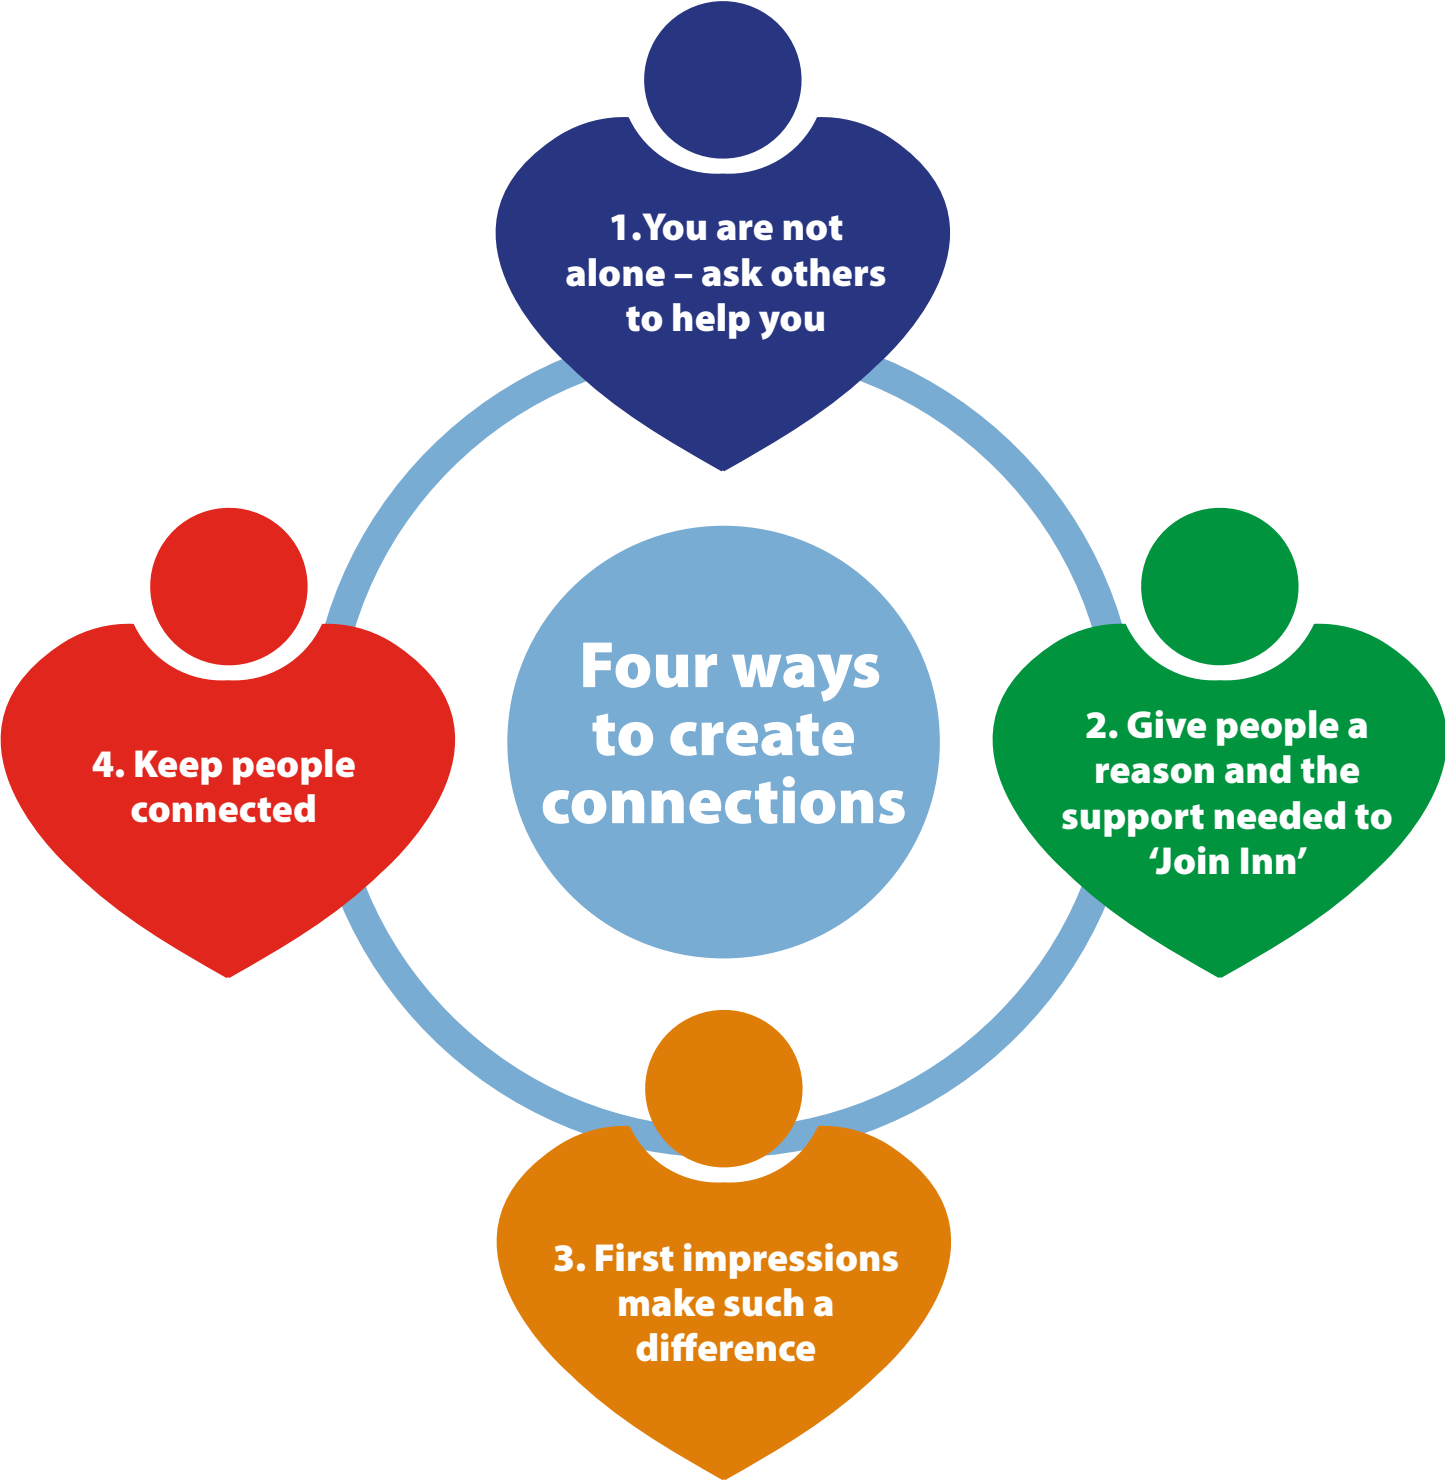 1.You are not
alone – ask others
to help you
Four ways
to create
connections
2. Give people a
reason and the
support needed to
‘Join Inn’
3. First impressions
make such a
difference
4. Keep people
connected